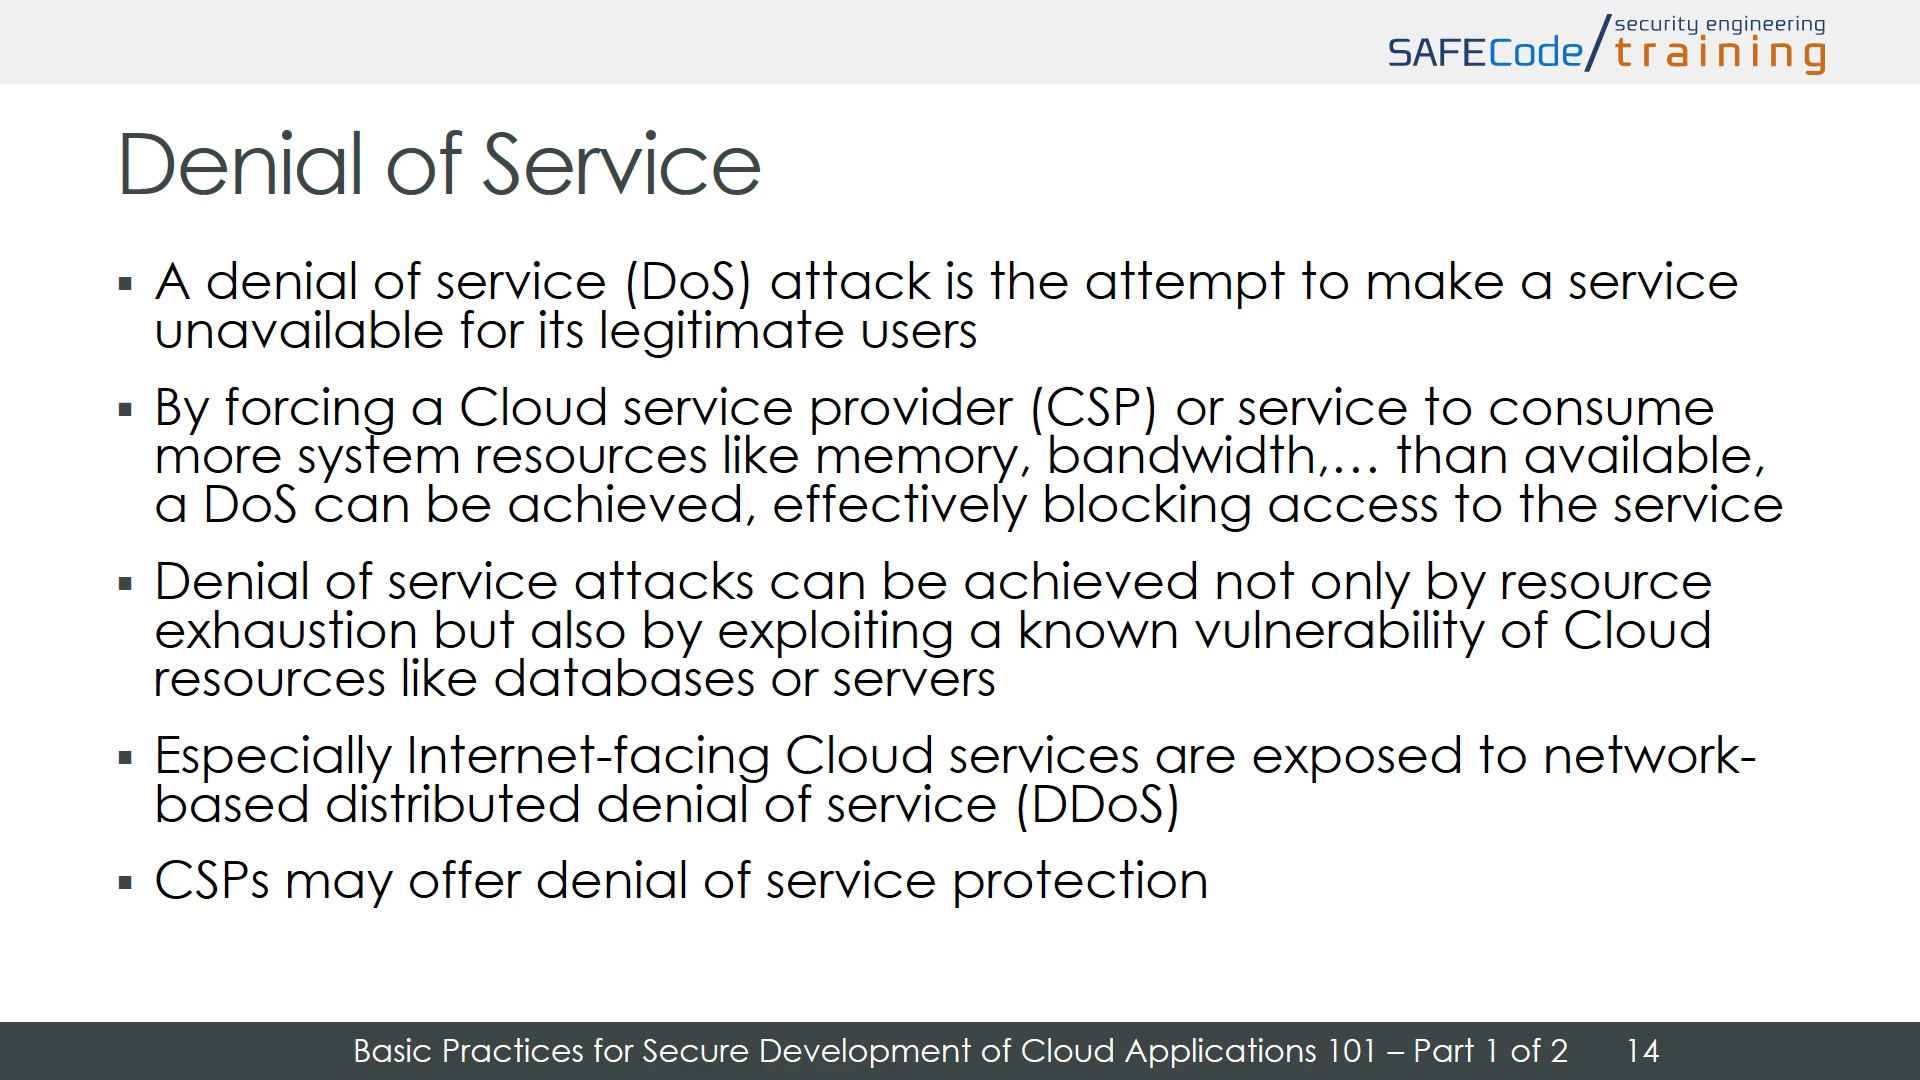 security engineering
SAFECode/training
Denial of Service
▪ A denial of service (DoS) attack is the attempt to make a service
unavailable for its legitimate users
▪ By forcing a Cloud service provider (CSP) or service to consume
more system resources like memory, bandwidth,… than available,
a DoS can be achieved, effectively blocking access to the service
▪ Denial of service attacks can be achieved not only by resource
exhaustion but also by exploiting a known vulnerability of Cloud
resources like databases or servers
▪ Especially Internet-facing Cloud services are exposed to network-
based distributed denial of service (DDoS)
▪ CSPs may offer denial of service protection
Basic Practices for Secure Development of Cloud Applications 101 – Part 1 of 2 14